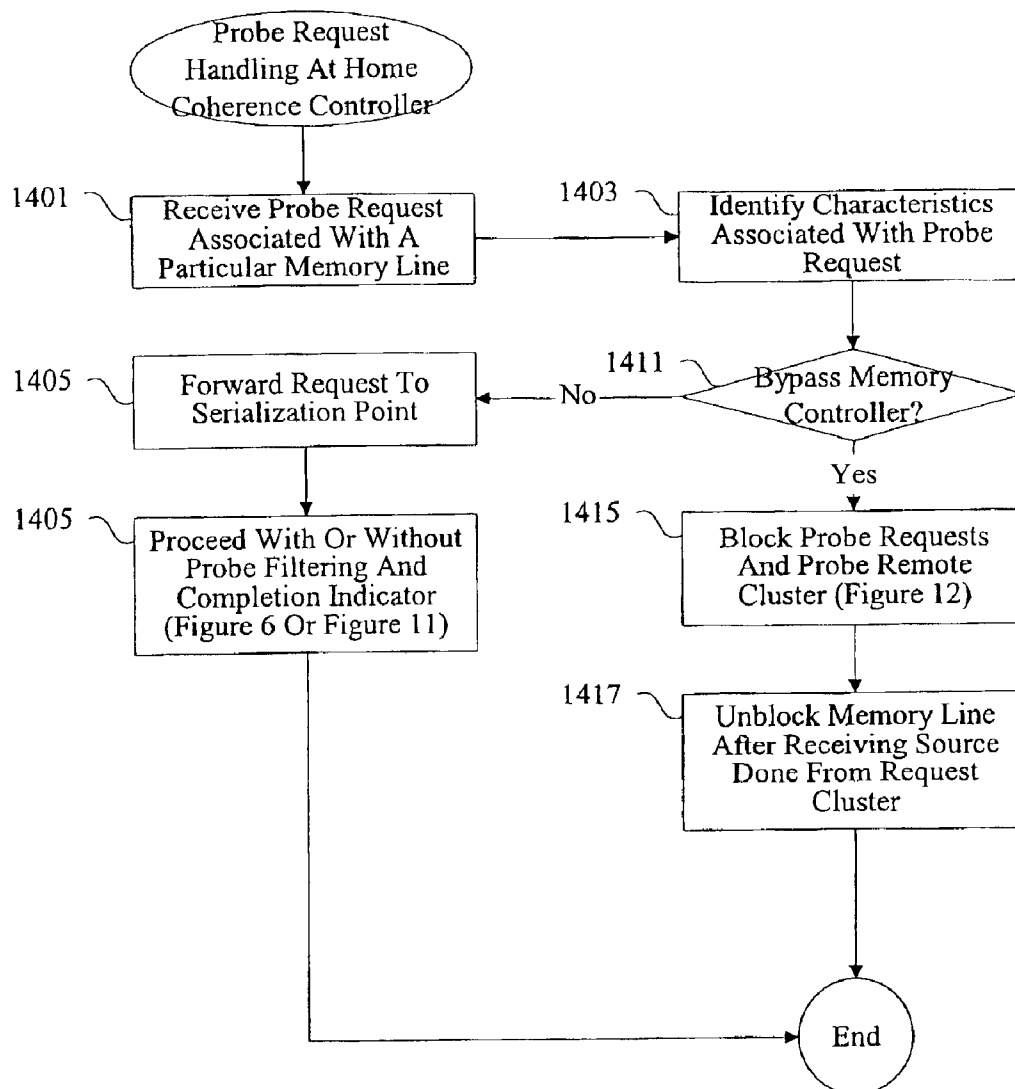 Probe Request
Handling At Home
Coherence Controller
1401
Receive Probe Request
Associated With A
Particular Memory Line
1403
Identify Characteristics
Associated With Probe
Request
1411
Bypass Memory
Controller?
No
Yes
1405
Forward Request To
Serialization Point
1405
Proceed With Or Without
Probe Filtering And
Completion Indicator
(Figure 6 Or Figure 11)
1415
Block Probe Requests
And Probe Remote
Cluster (Figure 12)
1417
Unblock Memory Line
After Receiving Source
Done From Request
Cluster
End